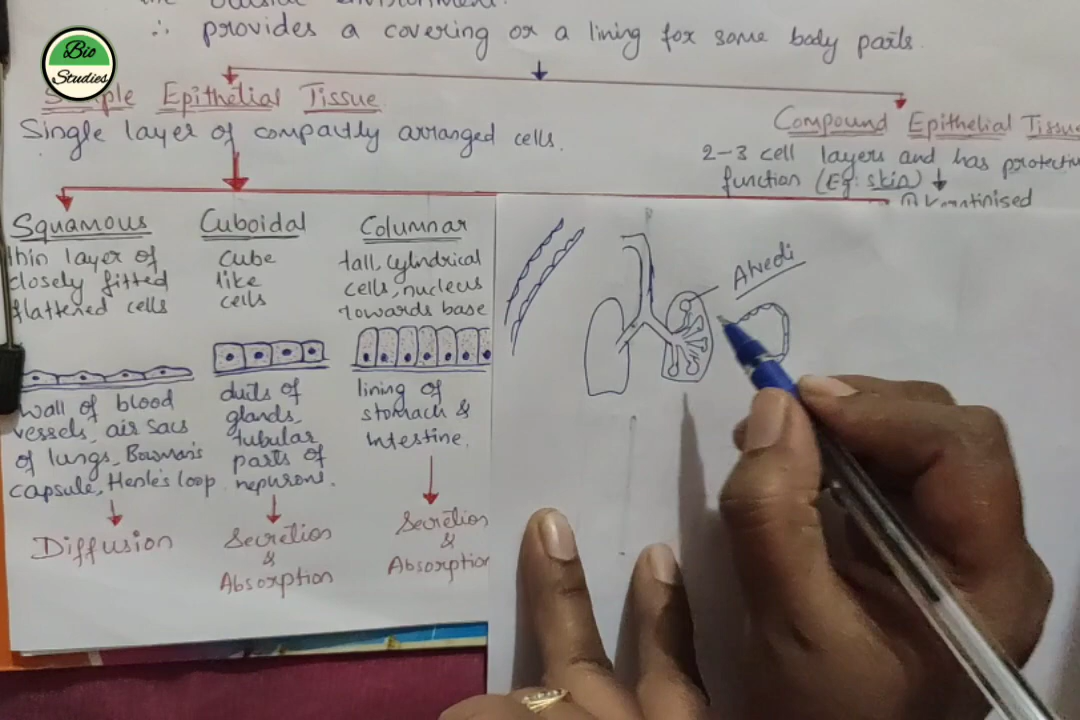 the outside environment.
∴ provides a covering or a lining for some body parts.
Bio
Studies
Simple Epithelial Tissue
Single layer of compactly arranged cells.
Compound Epithelial Tissue
2-3 cell layers and has protective
function (Eg: skin)
Squamous
thin layer of
closely fitted
flattened cells
wall of blood
vessels, air sacs
of lungs, Bowman's
capsule, Henle's loop
Diffusion
Cuboidal
cube
like
cells
ducts of
glands,
tubular
parts of
nephrons.
Secretion
&
Absorption
Columnar
tall, cylindrical
cells, nucleus
towards base
lining of
stomach &
Intestine.
Secretion
&
Absorption
Alveoli